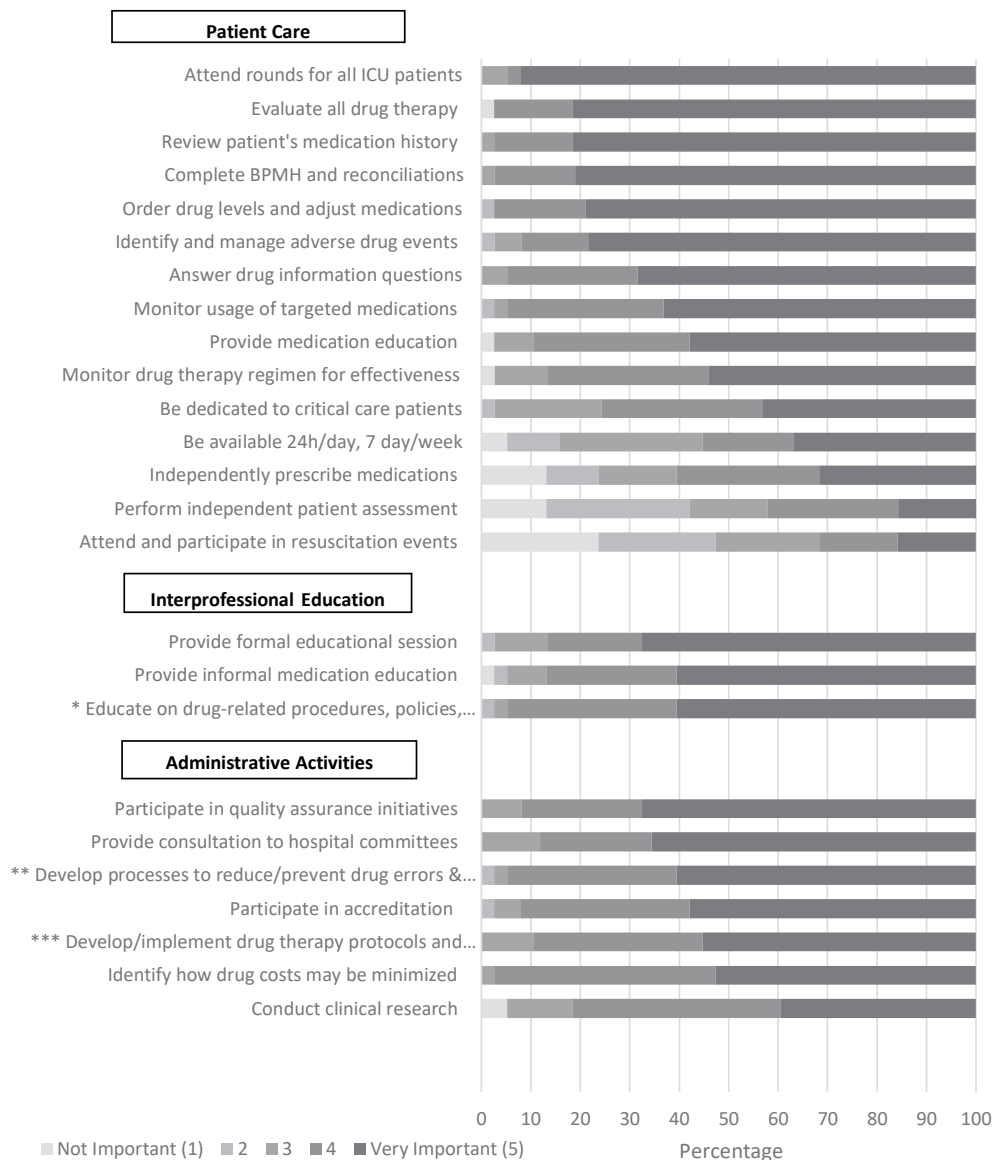 Patient Care
Attend rounds for all ICU patients
Evaluate all drug therapy
Review patient's medication history
Complete BPMH and reconciliations
Order drug levels and adjust medications
Identify and manage adverse drug events
Answer drug information questions
Monitor usage of targeted medications
Provide medication education
Monitor drug therapy regimen for effectiveness
Be dedicated to critical care patients
Be available 24h/day, 7 day/week
Independently prescribe medications
Perform independent patient assessment
Attend and participate in resuscitation events
Interprofessional Education
Provide formal educational session
Provide informal medication education
* Educate on drug-related procedures, policies,...
Administrative Activities
Participate in quality assurance initiatives
Provide consultation to hospital committees
** Develop processes to reduce/prevent drug errors &...
Participate in accreditation
*** Develop/implement drug therapy protocols and...
Identify how drug costs may be minimized
Conduct clinical research
0 10 20 30 40 50 60 70 80 90 100
Not Important (1) 2 3 4 Very Important (5)
Percentage